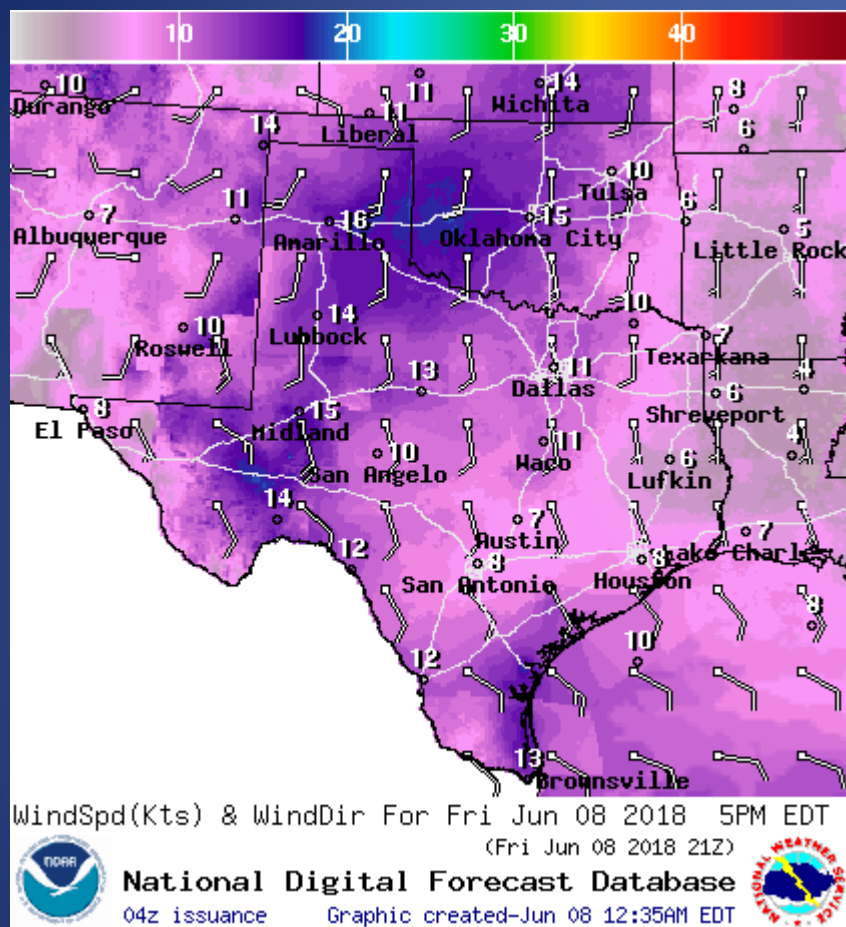 10 20 30 40
10 11 14 8
Durango Liberal Wichita
14 11 6
10
Tulsa
7 11 16 15 6 5
Albuquerque Amarillo Oklahoma City Little Rock
10 14 10 7
Roswell Lubbock Texarkana
13 11 4
Dallas
8 15 6
El Paso Midland Shreveport
10 11 6 4
San Angelo Waco Lufkin
14 7 7
Austin Lake Charles
12 8 8
San Antonio Houston
8
10
12
13
Brownsville
WindSpd(Kts) & WindDir For Fri Jun 08 2018 5PM EDT
(Fri Jun 08 2018 21Z)
NOAA
National Digital Forecast Database
04z issuance Graphic created-Jun 08 12:35AM EDT
NATIONAL WEATHER SERVICE